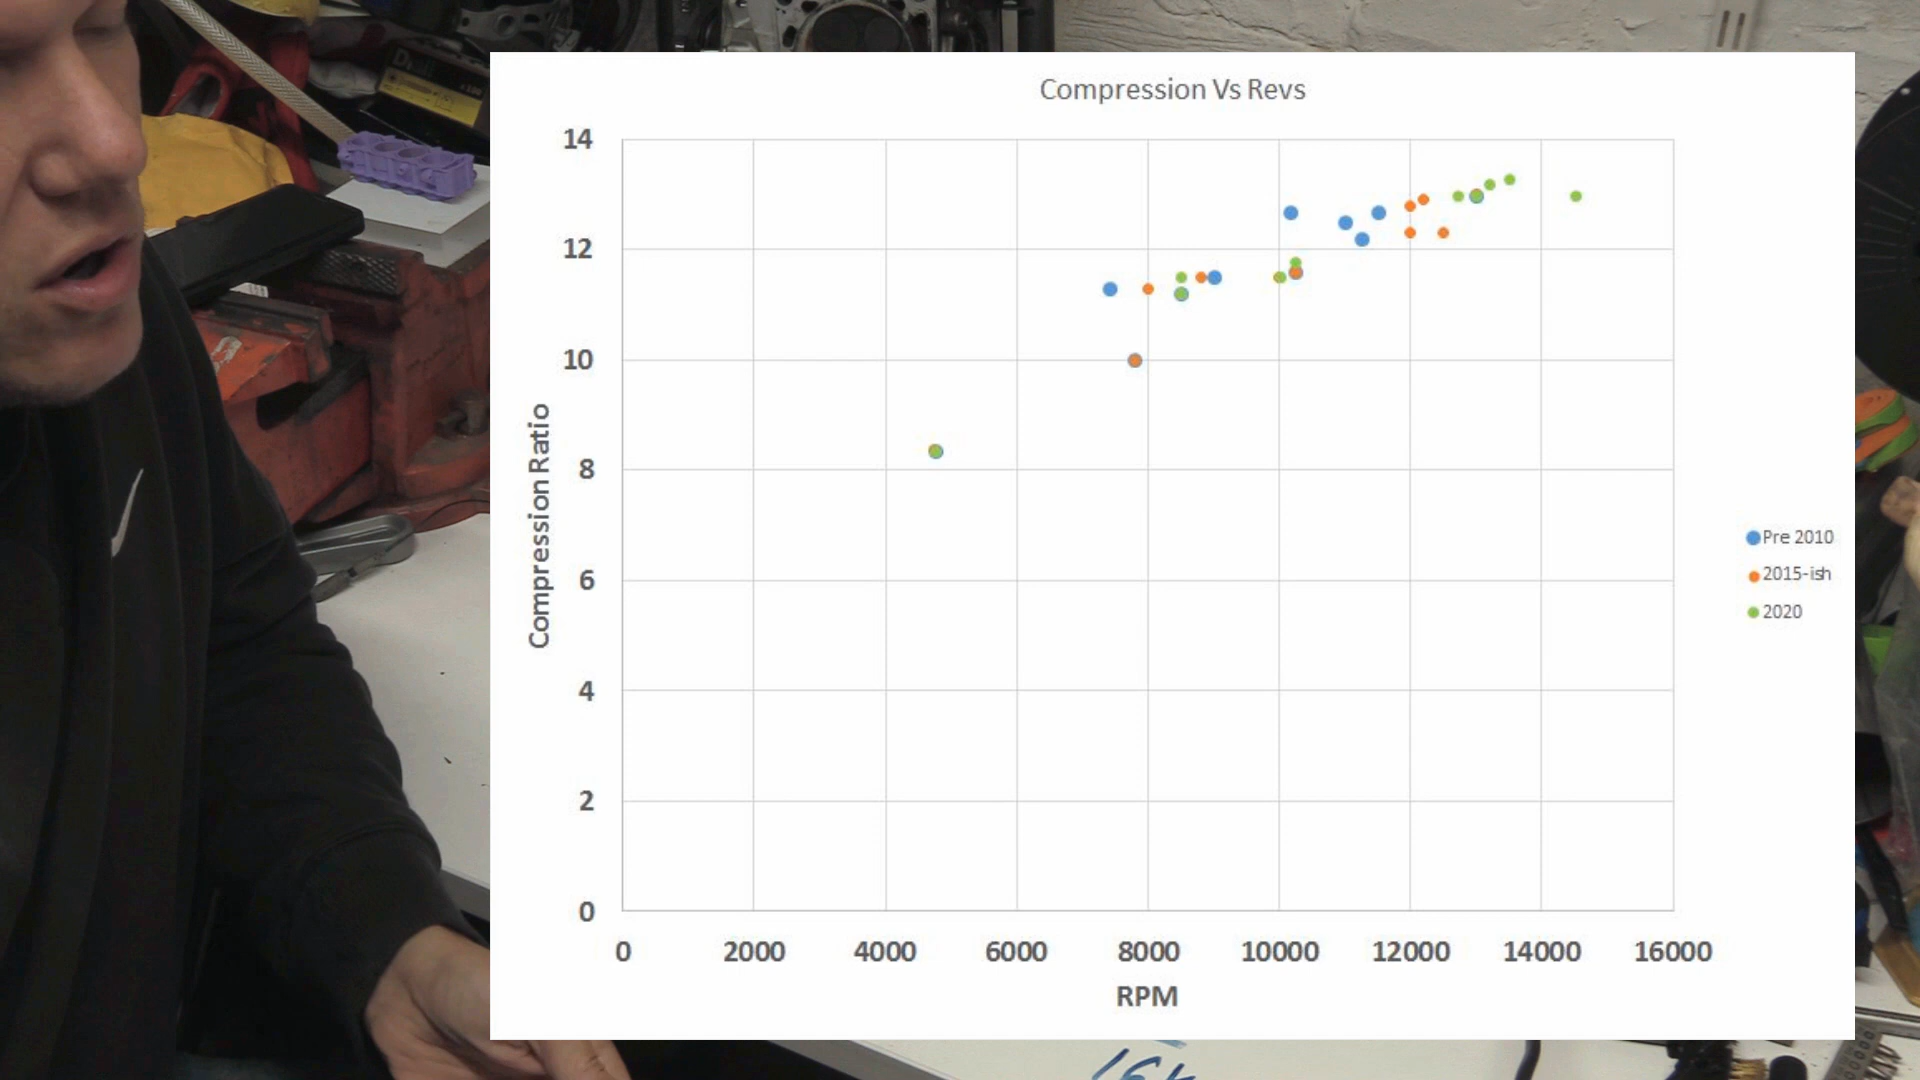 Compression Vs Revs
14
12
10
8
6
4
2
0
Compression Ratio
0 2000 4000 6000 8000 10000 12000 14000 16000
RPM
Pre 2010
2015-ish
2020